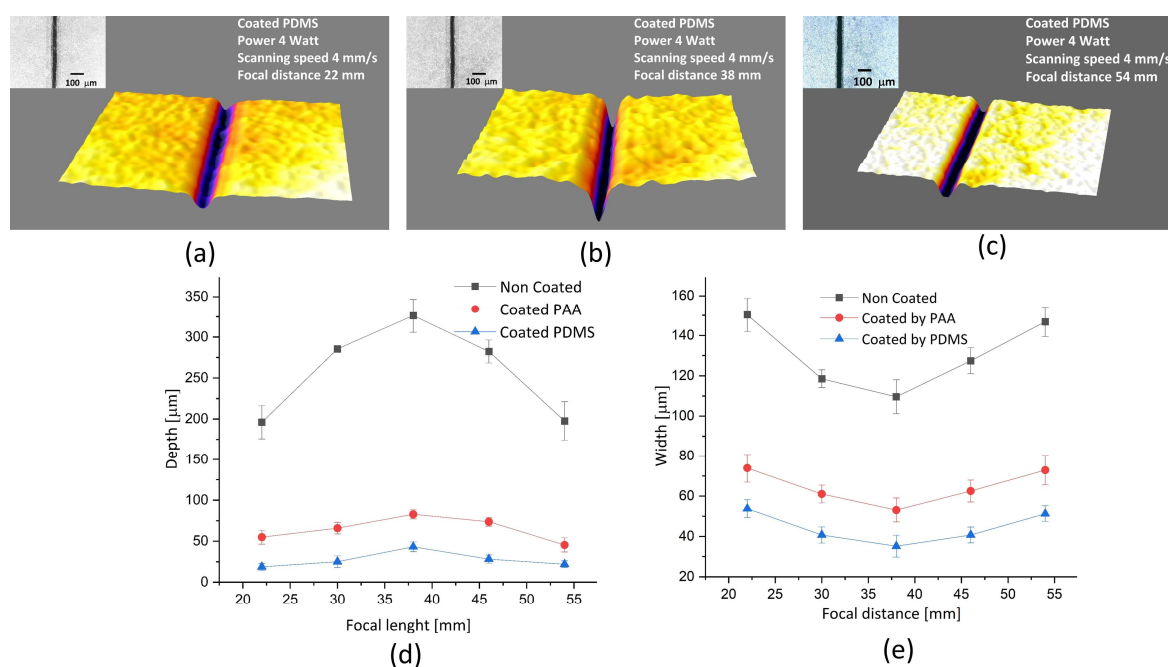 Coated PDMS
Power 4 Watt
Scanning speed 4 mm/s
Focal distance 22 mm
100 μm
(a)
Coated PDMS
Power 4 Watt
Scanning speed 4 mm/s
Focal distance 38 mm
100 μm
(b)
Coated PDMS
Power 4 Watt
Scanning speed 4 mm/s
Focal distance 54 mm
100 μm
(c)
Non Coated
Coated PAA
Coated PDMS
Depth [μm]
350
300
250
200
150
100
50
0
20 25 30 35 40 45 50 55
Focal lenght [mm]
(d)
Non Coated
Coated by PAA
Coated by PDMS
Width [μm]
160
140
120
100
80
60
40
20
20 25 30 35 40 45 50 55
Focal distance [mm]
(e)